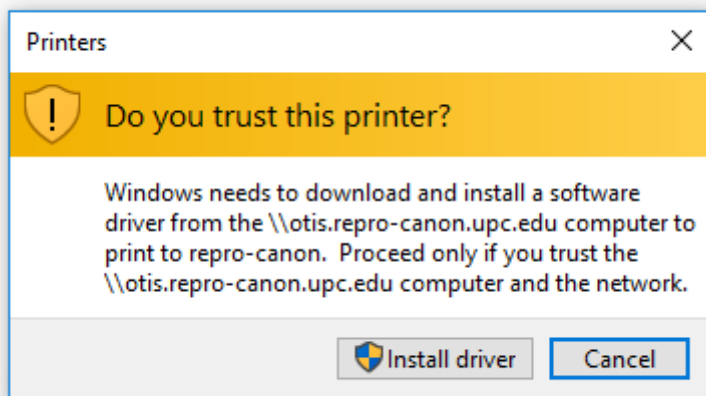 Printers
Do you trust this printer?
Windows needs to download and install a software
driver from the \\otis.repro-canon.upc.edu computer to
print to repro-canon.  Proceed only if you trust the
\\otis.repro-canon.upc.edu computer and the network.
Install driver
Cancel